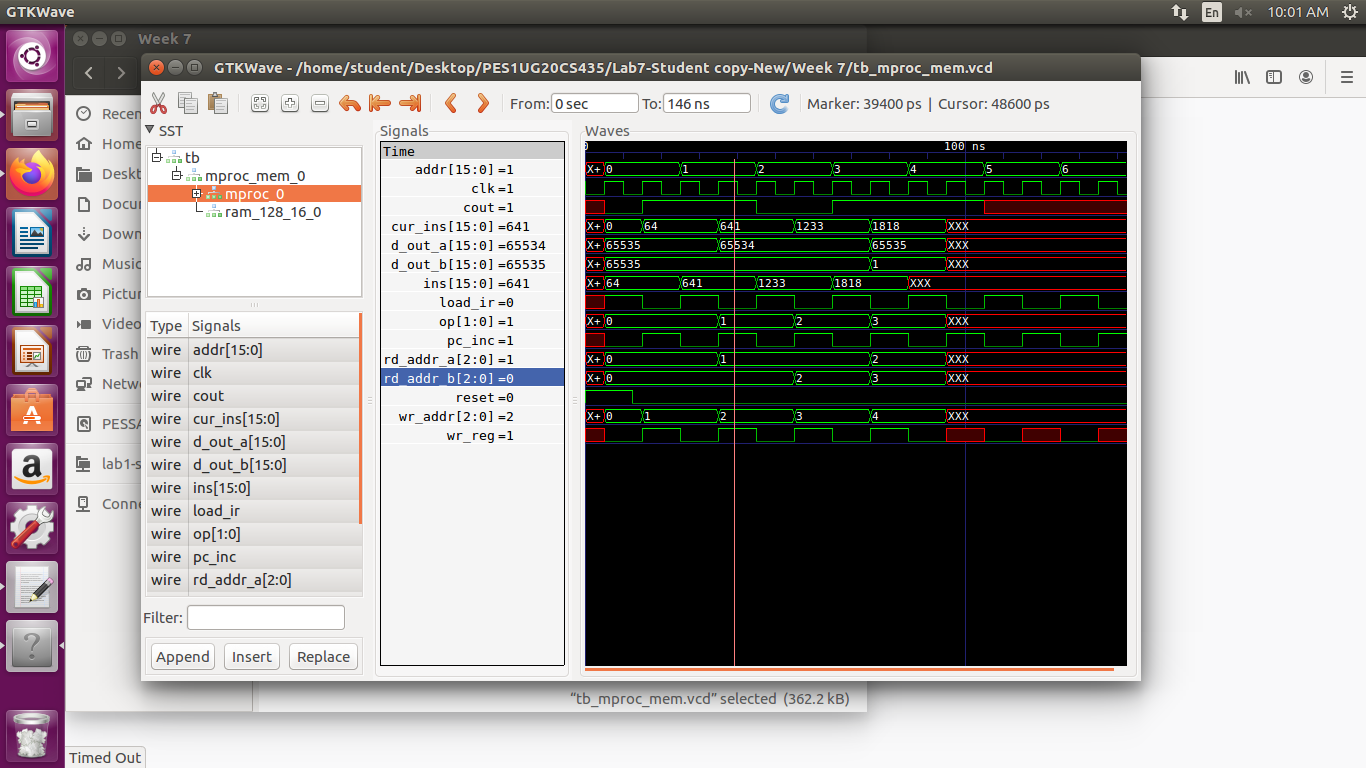 GTKWave
En
10:01 AM
Week 7
GTKWave - /home/student/Desktop/PES1UG20CS435/Lab7-Student copy-New/Week 7/tb_mproc_mem.vcd
From: 0 sec To: 146 ns Marker: 39400 ps | Cursor: 48600 ps
Recen
Home
Deskt
Docur
Down
Music
Pictur
Video
Trash
Netwo
PESSA
lab1-s
Conne
SST
tb
mproc_mem_0
mproc_0
ram_128_16_0
Type Signals
wire addr[15:0]
wire clk
wire cout
wire cur_ins[15:0]
wire d_out_a[15:0]
wire d_out_b[15:0]
wire ins[15:0]
wire load_ir
wire op[1:0]
wire pc_inc
wire rd_addr_a[2:0]
Filter:
Append Insert Replace
Signals
Time
addr[15:0] =1
clk =1
cout =1
cur_ins[15:0] =641
d_out_a[15:0] =65534
d_out_b[15:0] =65535
ins[15:0] =641
load_ir =0
op[1:0] =1
pc_inc =1
rd_addr_a[2:0] =1
rd_addr_b[2:0] =0
reset =0
wr_addr[2:0] =2
wr_reg =1
Waves
0 100 ns
X+ 0 1 2 3 4 5 6
X+ 0 64 641 1233 1818 XXX
X+ 65535 65534 65535 XXX
X+ 65535 1 XXX
X+ 64 641 1233 1818 XXX
X+ 0 1 2 3 XXX
X+ 0 1 2 XXX
X+ 0 2 3 XXX
X+ 0 1 2 3 4 XXX
"tb_mproc_mem.vcd" selected (362.2 kB)
Timed Out